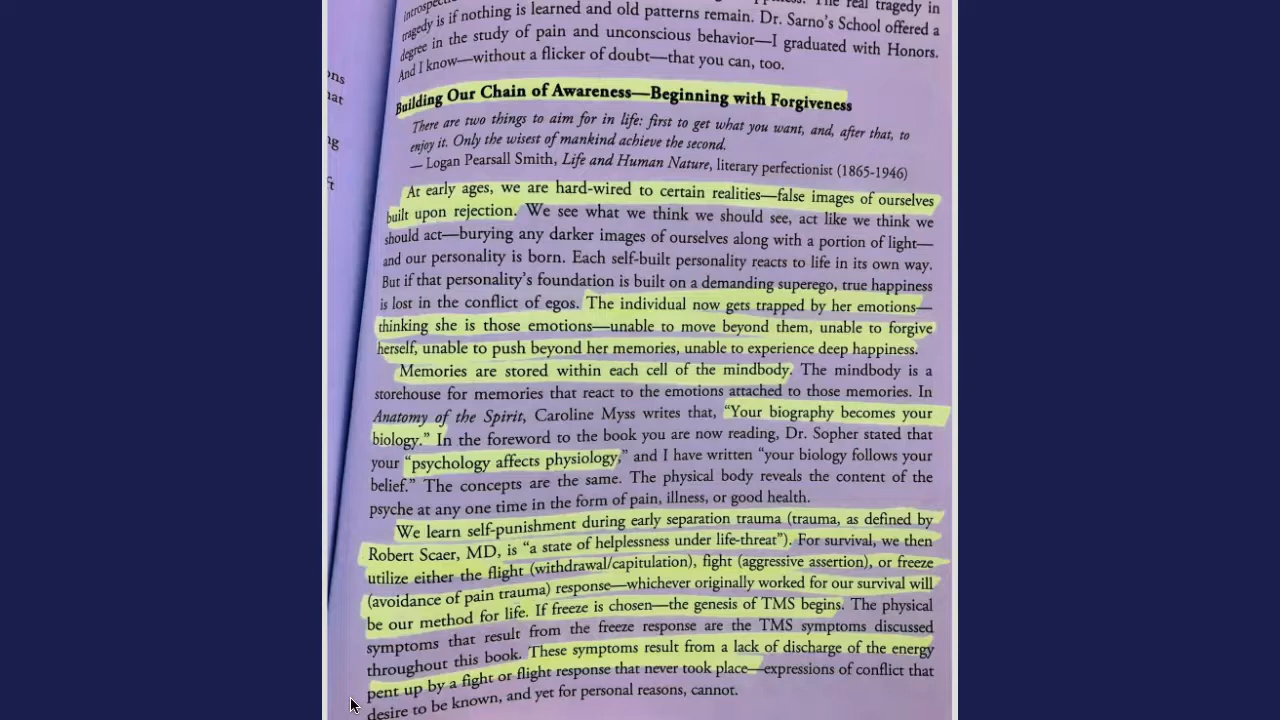 introspec
The real tragedy in
tragedy is if nothing is learned and old patterns remain. Dr. Sarno's School offered a
degree in the study of pain and unconscious behavior—I graduated with Honors.
And I know—without a flicker of doubt—that you can, too.
Building Our Chain of Awareness—Beginning with Forgiveness
There are two things to aim for in life: first to get what you want, and, after that, to
enjoy it. Only the wisest of mankind achieve the second.
— Logan Pearsall Smith, Life and Human Nature, literary perfectionist (1865-1946)
At early ages, we are hard-wired to certain realities—false images of ourselves
built upon rejection. We see what we think we should see, act like we think we
should act—burying any darker images of ourselves along with a portion of light—
and our personality is born. Each self-built personality reacts to life in its own way.
But if that personality's foundation is built on a demanding superego, true happiness
is lost in the conflict of egos. The individual now gets trapped by her emotions—
thinking she is those emotions—unable to move beyond them, unable to forgive
herself, unable to push beyond her memories, unable to experience deep happiness.
Memories are stored within each cell of the mindbody. The mindbody is a
storehouse for memories that react to the emotions attached to those memories. In
Anatomy of the Spirit, Caroline Myss writes that, “Your biography becomes your
biology.” In the foreword to the book you are now reading, Dr. Sopher stated that
your “psychology affects physiology,” and I have written “your biology follows your
belief.” The concepts are the same. The physical body reveals the content of the
psyche at any one time in the form of pain, illness, or good health.
We learn self-punishment during early separation trauma (trauma, as defined by
Robert Scaer, MD, is “a state of helplessness under life-threat”). For survival, we then
utilize either the flight (withdrawal/capitulation), fight (aggressive assertion), or freeze
(avoidance of pain trauma) response—whichever originally worked for our survival will
be our method for life. If freeze is chosen—the genesis of TMS begins. The physical
symptoms that result from the freeze response are the TMS symptoms discussed
throughout this book. These symptoms result from a lack of discharge of the energy
pent up by a fight or flight response that never took place—expressions of conflict that
desire to be known, and yet for personal reasons, cannot.